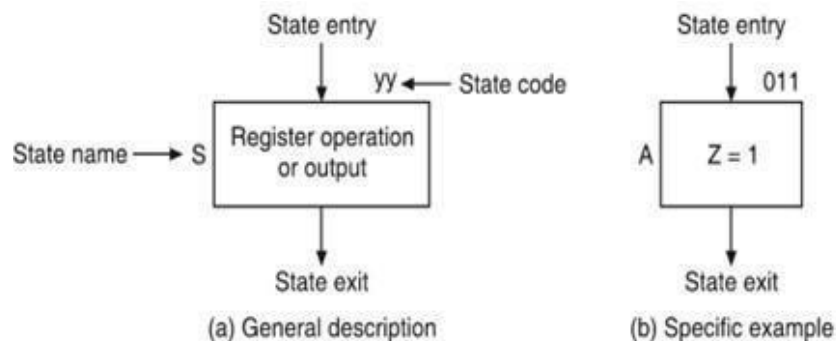 State entry
yy
State code
State name
S
Register operation
or output
State exit
(a) General description
State entry
011
A
Z = 1
State exit
(b) Specific example